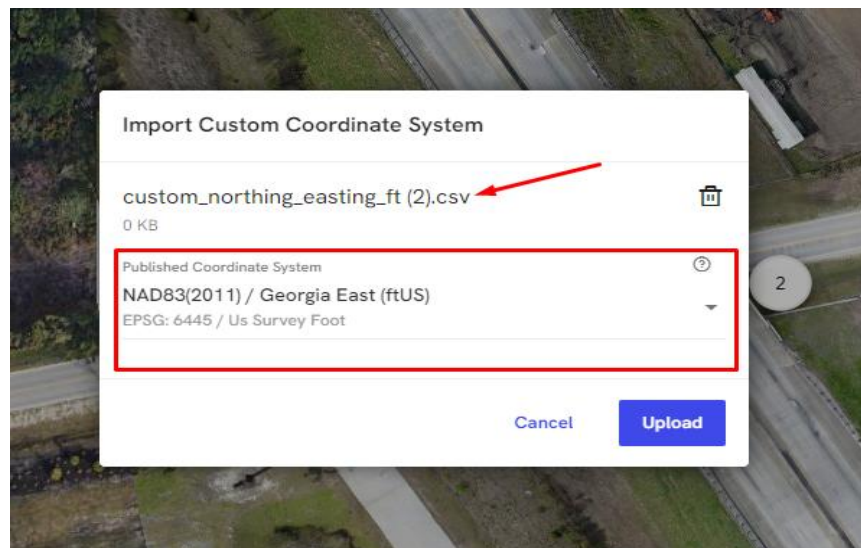 Import Custom Coordinate System
custom_northing_easting_ft (2).csv
0 KB
Published Coordinate System
NAD83(2011) / Georgia East (ftUS)
EPSG: 6445 / Us Survey Foot
2
Cancel
Upload